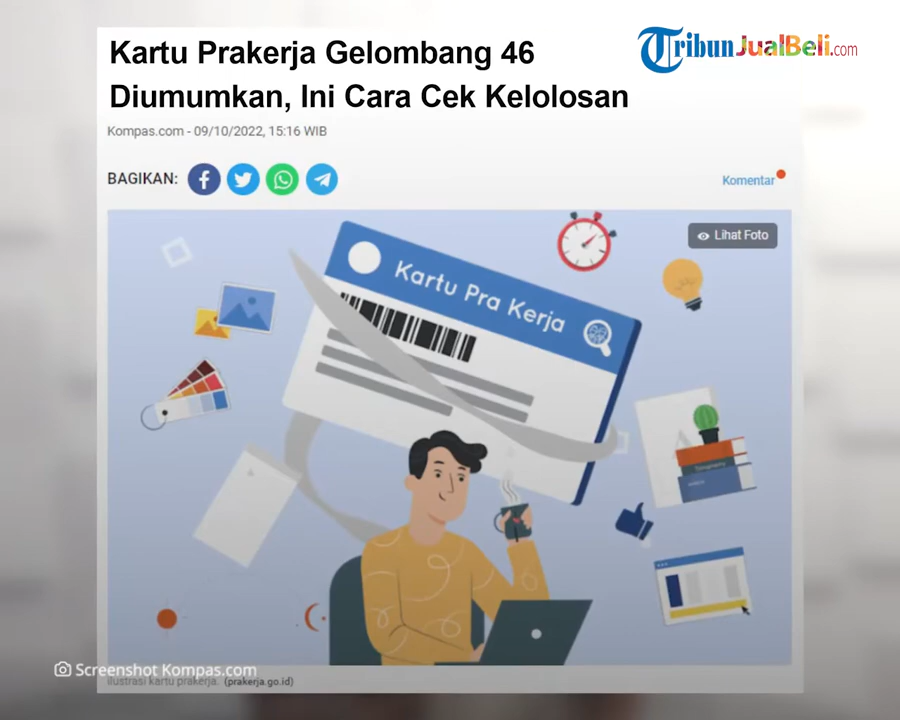 Kartu Prakerja Gelombang 46
Diumumkan, Ini Cara Cek Kelolosan
TribunJualBeli.com
Kompas.com - 09/10/2022, 15:16 WIB
BAGIKAN:
Komentar
Lihat Foto
Kartu Pra Kerja
Screenshot Kompas.com
Ilustrasi kartu prakerja. (prakerja.go.id)